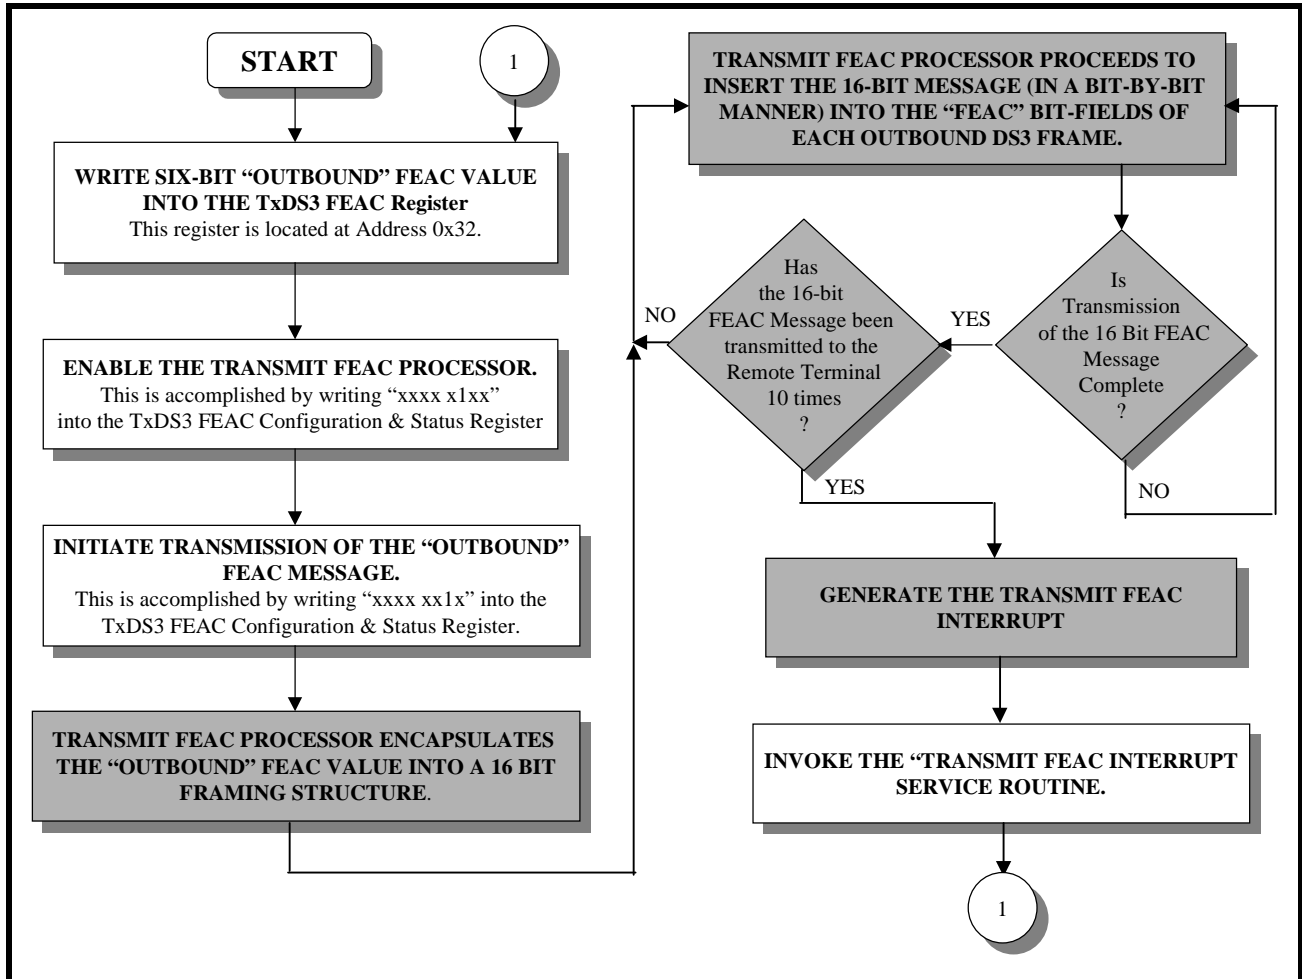 START
1
WRITE SIX-BIT “OUTBOUND” FEAC VALUE
INTO THE TxDS3 FEAC Register
This register is located at Address 0x32.
ENABLE THE TRANSMIT FEAC PROCESSOR.
This is accomplished by writing “xxxx x1xx”
into the TxDS3 FEAC Configuration & Status Register
INITIATE TRANSMISSION OF THE “OUTBOUND”
FEAC MESSAGE.
This is accomplished by writing “xxxx xx1x” into the
TxDS3 FEAC Configuration & Status Register.
TRANSMIT FEAC PROCESSOR ENCAPSULATES
THE “OUTBOUND” FEAC VALUE INTO A 16 BIT
FRAMING STRUCTURE.
TRANSMIT FEAC PROCESSOR PROCEEDS TO
INSERT THE 16-BIT MESSAGE (IN A BIT-BY-BIT
MANNER) INTO THE “FEAC” BIT-FIELDS OF
EACH OUTBOUND DS3 FRAME.
Is
Transmission
of the 16 Bit FEAC
Message
Complete
?
NO
YES
Has
the 16-bit
FEAC Message been
transmitted to the
Remote Terminal
10 times
?
NO
YES
GENERATE THE TRANSMIT FEAC
INTERRUPT
INVOKE THE “TRANSMIT FEAC INTERRUPT
SERVICE ROUTINE.
1